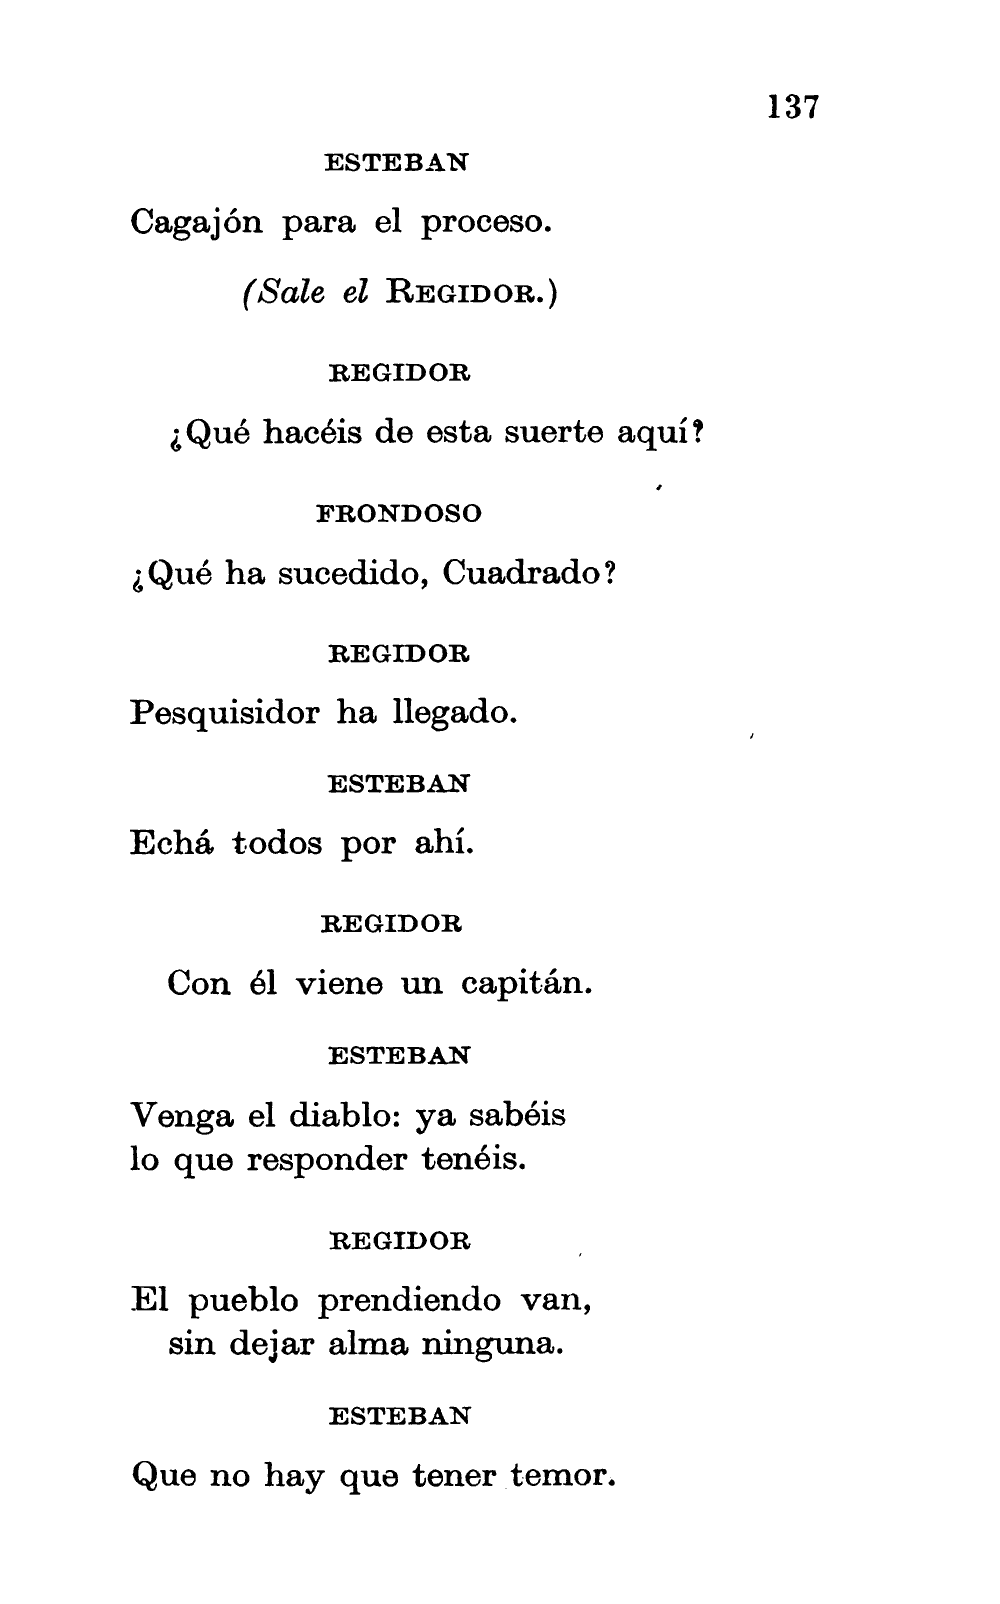 137
ESTEBAN
Cagajón para el proceso.
(Sale el REGIDOR.)
REGIDOR
¿Qué hacéis de esta suerte aquí?
FRONDOSO
¿Qué ha sucedido, Cuadrado?
REGIDOR
Pesquisidor ha llegado.
ESTEBAN
Echá todos por ahí.
REGIDOR
Con él viene un capitán.
ESTEBAN
Venga el diablo: ya sabéis
lo que responder tenéis.
REGIDOR
El pueblo prendiendo van,
sin dejar alma ninguna.
ESTEBAN
Que no hay que tener temor.